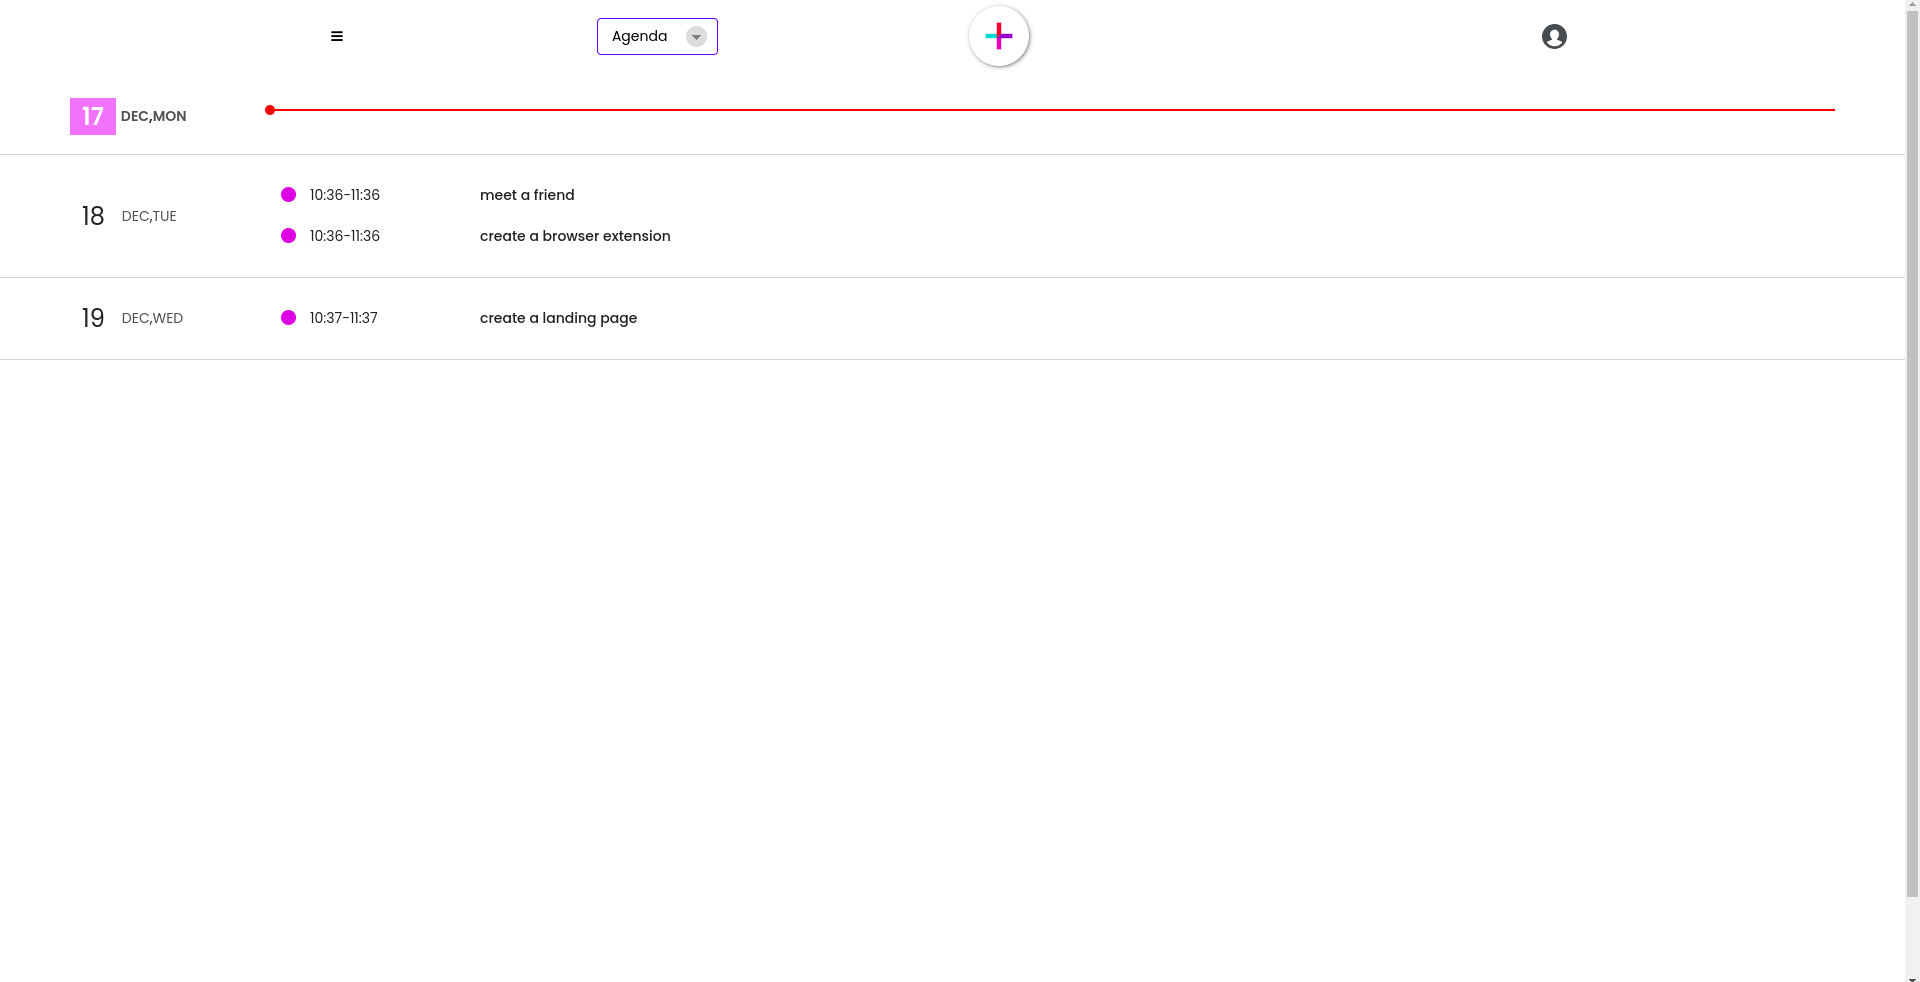 Agenda
17 DEC,MON
18 DEC,TUE
10:36-11:36 meet a friend
10:36-11:36 create a browser extension
19 DEC,WED
10:37-11:37 create a landing page